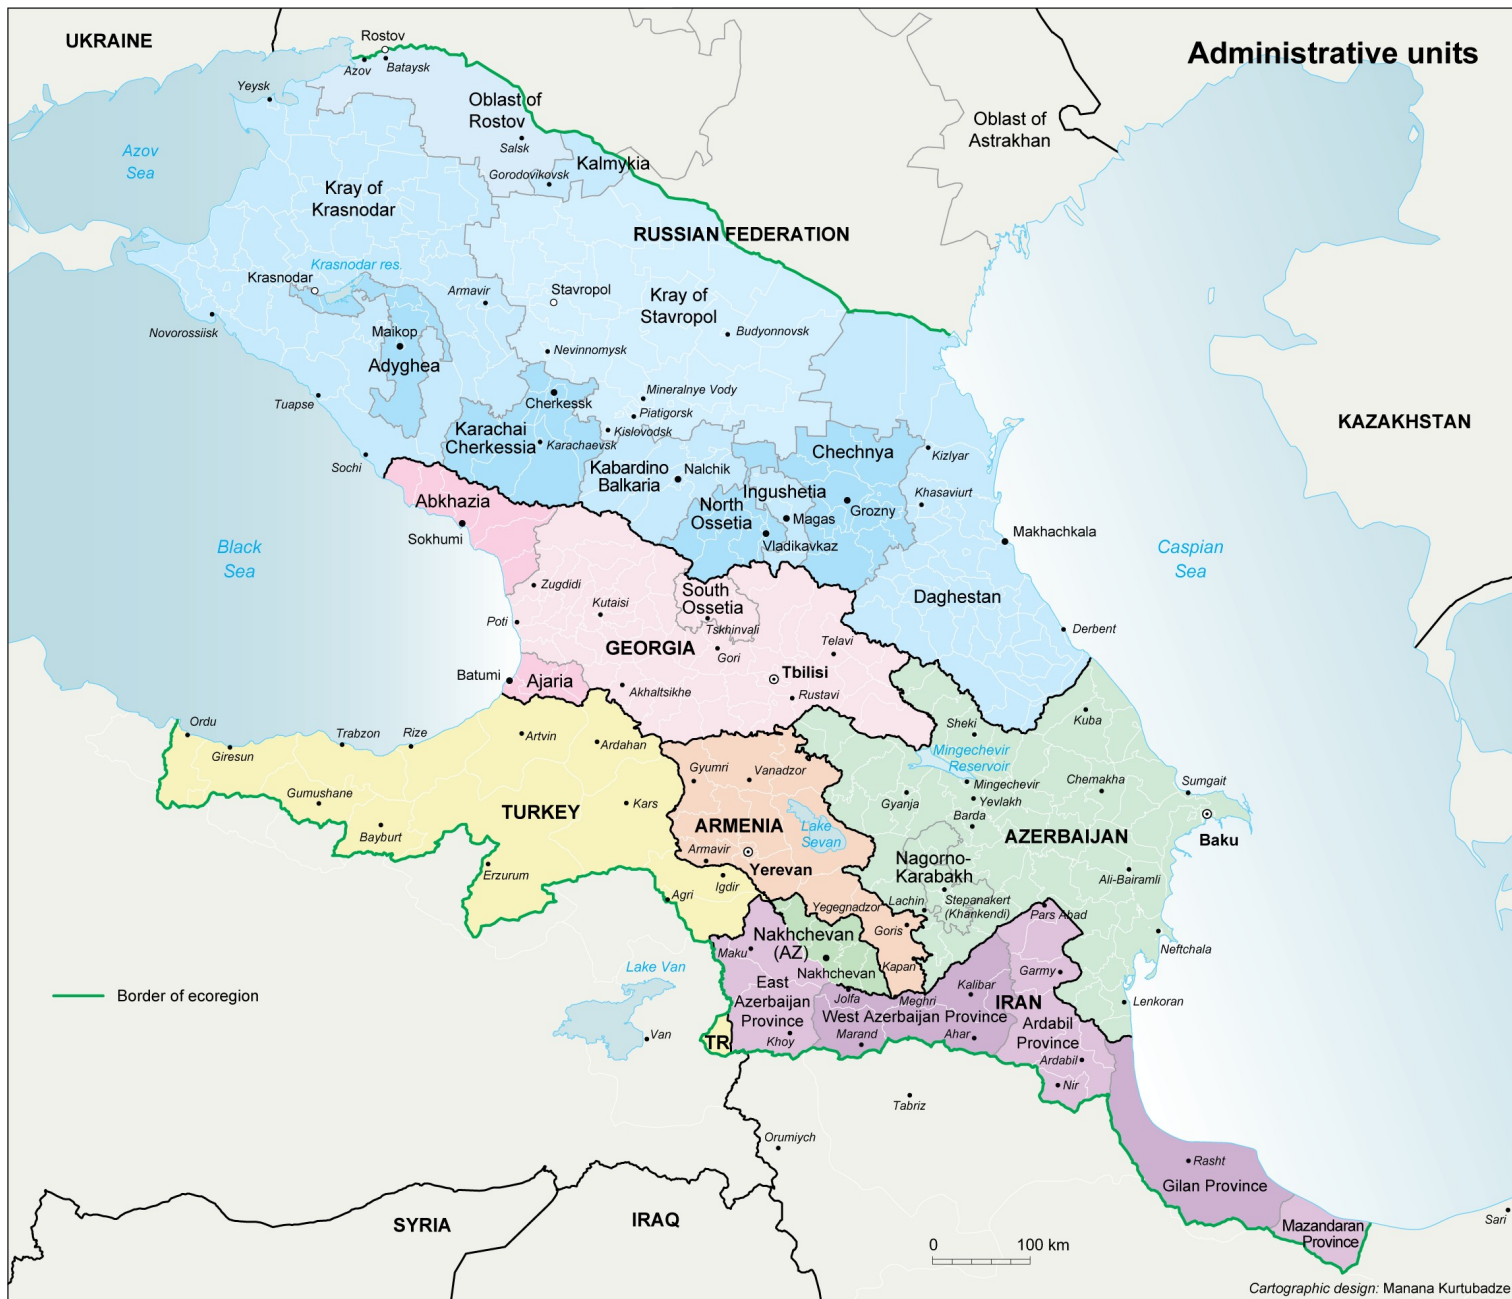 UKRAINE
Rostov
Azov
Bataysk
Yeysk
Administrative units
Oblast of
Rostov
Salsk
Oblast of
Astrakhan
Azov
Sea
Kalmykia
Gorodovikovsk
Kray of
Krasnodar
RUSSIAN FEDERATION
Krasnodar res.
Krasnodar
Armavir
Stavropol
Kray of
Stavropol
Novorossiisk
Maikop
Adyghea
Budyonnovsk
Nevinnomysk
Tuapse
Cherkessk
Mineralnye Vody
Piatigorsk
Kislovodsk
KAZAKHSTAN
Karachai
Cherkessia
Karachaevsk
Sochi
Kabardino
Balkaria
Nalchik
Chechnya
Kizlyar
Abkhazia
Ingushetia
North
Ossetia
Magas
Grozny
Khasaviurt
Sokhumi
Vladikavkaz
Makhachkala
Black
Sea
Caspian
Sea
Zugdidi
South
Ossetia
Daghestan
Kutaisi
Poti
Tskhinvali
GEORGIA
Gori
Telavi
Derbent
Batumi
Ajaria
Tbilisi
Akhaltsikhe
Rustavi
Ordu
Giresun
Trabzon
Rize
Artvin
Ardahan
Sheki
Kuba
Mingechevir
Reservoir
Gyumri
Vanadzor
Mingechevir
Chemakha
Sumgait
Gumushane
Kars
Gyanja
Yevlakh
TURKEY
Barda
Bayburt
ARMENIA
Lake
Sevan
AZERBAIJAN
Baku
Armavir
Yerevan
Nagorno-
Karabakh
Erzurum
Igdir
Agri
Ali-Bairamli
Yegegnadzor
Lachin
Stepanakert
(Khankendi)
Pars Abad
Nakhchevan
(AZ)
Goris
Maku
Neftchala
Nakhchevan
Kapan
Lake Van
Garmy
East
Azerbaijan
Province
Jolfa
Meghri
Kalibar
IRAN
Border of ecoregion
Lenkoran
West Azerbaijan Province
Ardabil
Province
Van
TR
Khoy
Marand
Ahar
Ardabil
Nir
Tabriz
Orumiych
Rasht
Gilan Province
SYRIA
IRAQ
Mazandaran
Province
Sari
0
100 km
Cartographic design: Manana Kurtubadze